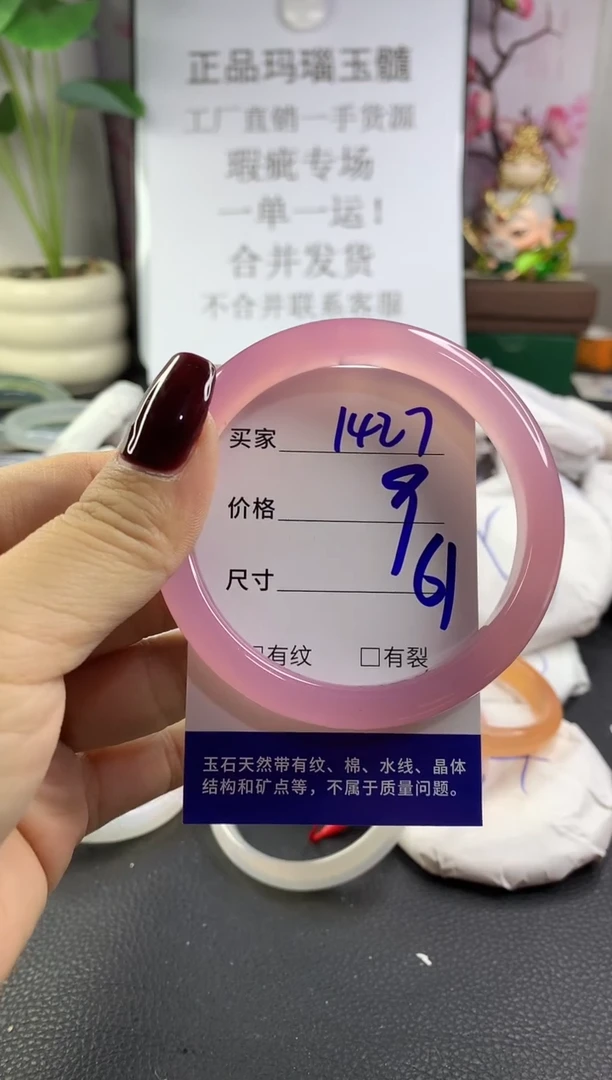 正品玛瑙玉髓
工厂直销一手货源
瑕疵专场
一单一运！
合并发货
不合并联系客服
买家 1427
价格 9
尺寸 61
□有纹 □有裂
玉石天然带有纹、棉、水线、晶体
结构和矿点等，不属于质量问题。